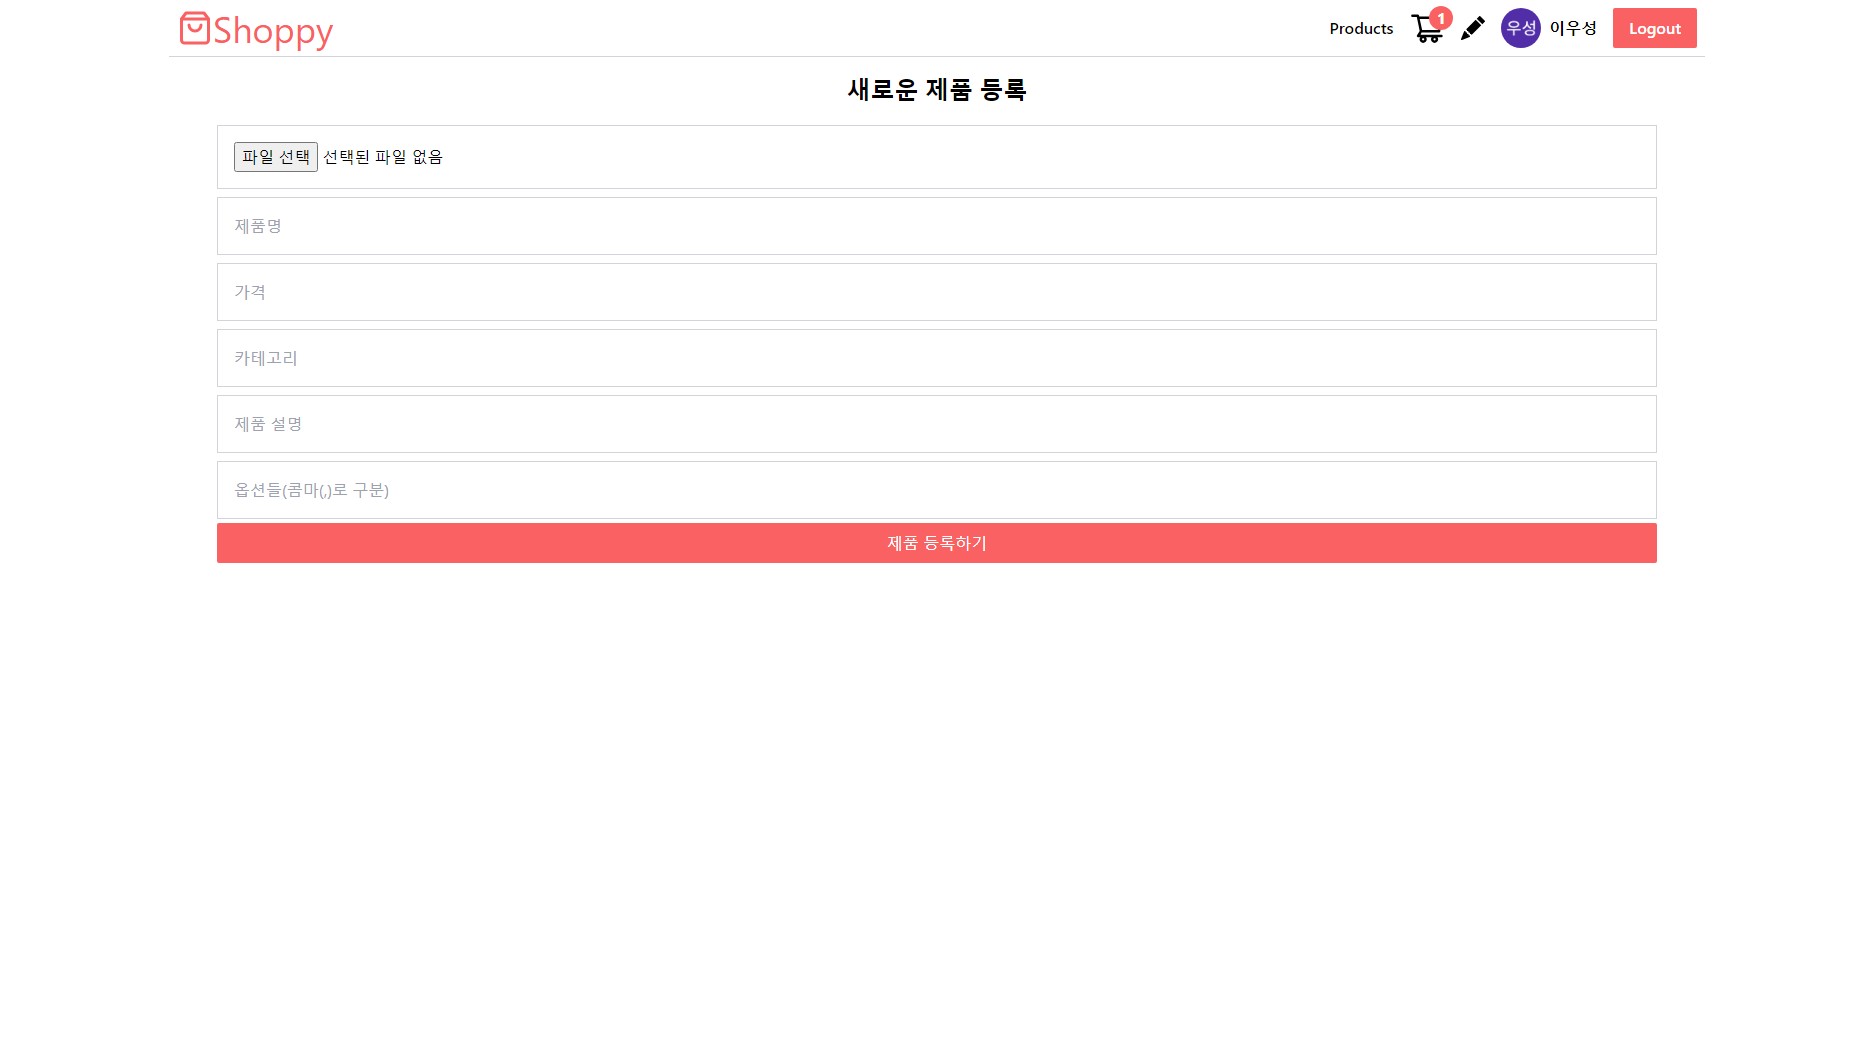 Shoppy
Products 1 우성 이우성 Logout
새로운 제품 등록
파일 선택 선택된 파일 없음
제품명
가격
카테고리
제품 설명
옵션들(콤마(,)로 구분)
제품 등록하기